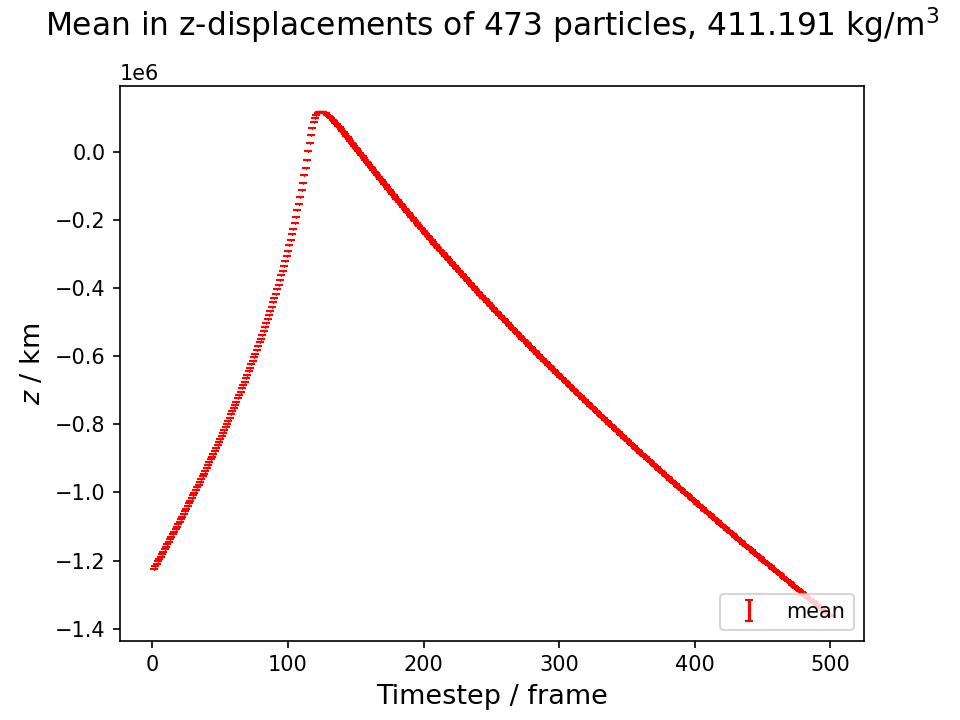 Mean in z-displacements of 473 particles, 411.191 kg/m³
1e6
0.0
−0.2
−0.4
−0.6
−0.8
−1.0
−1.2
−1.4
z / km
mean
0 100 200 300 400 500
Timestep / frame